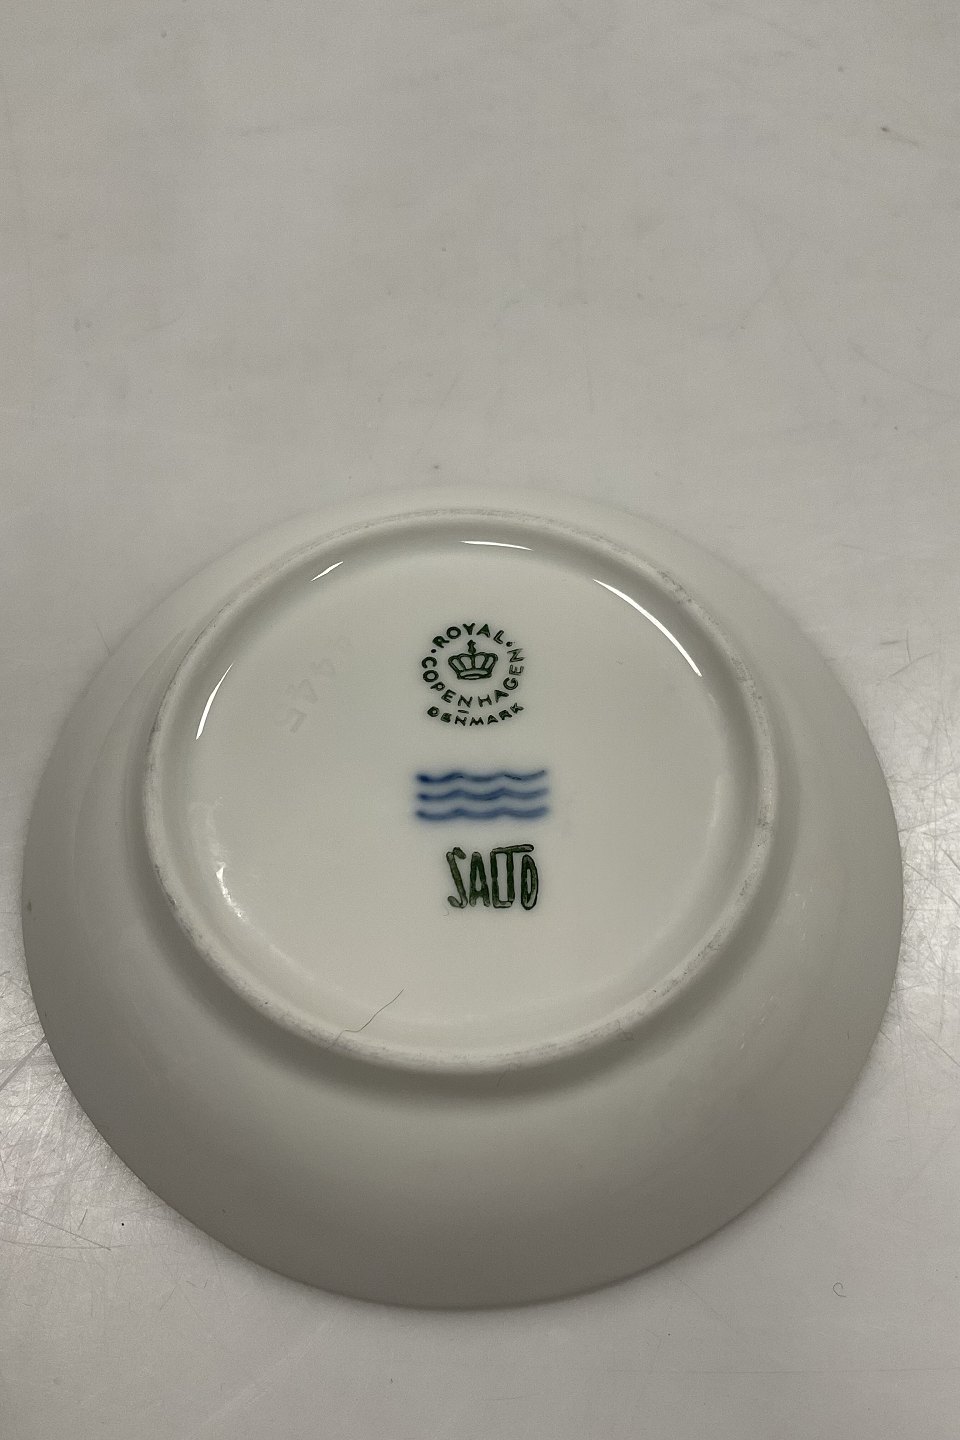 ROYAL
COPENHAGEN
DENMARK
SALTO